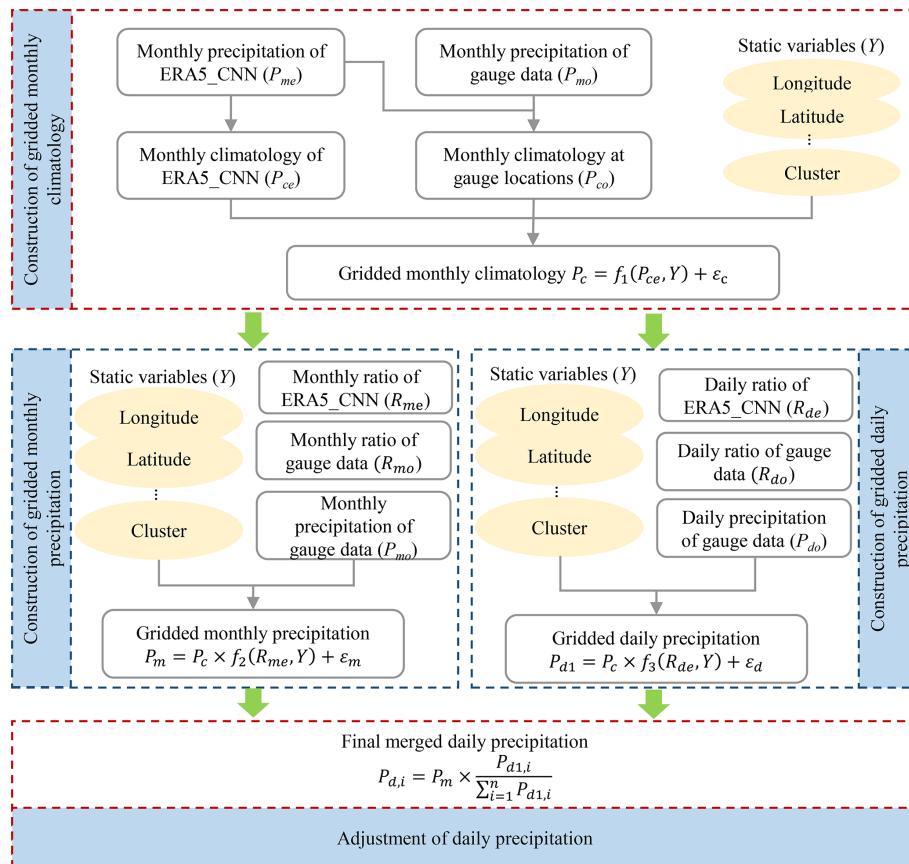 Construction of gridded monthly
climatology
Monthly precipitation of
ERA5_CNN (Pme)
Monthly precipitation of
gauge data (Pmo)
Static variables (Y)
Longitude
Latitude
...
Cluster
Monthly climatology of
ERA5_CNN (Pce)
Monthly climatology at
gauge locations (Pco)
Gridded monthly climatology Pc = f1(Pce, Y) + εc
Construction of gridded monthly
precipitation
Static variables (Y)
Longitude
Latitude
...
Cluster
Monthly ratio of
ERA5_CNN (Rme)
Monthly ratio of
gauge data (Rmo)
Monthly
precipitation of
gauge data (Pmo)
Gridded monthly precipitation
Pm = Pc × f2(Rme, Y) + εm
Static variables (Y)
Longitude
Latitude
...
Cluster
Daily ratio of
ERA5_CNN (Rde)
Daily ratio of gauge
data (Rdo)
Daily precipitation
of gauge data (Pdo)
Gridded daily precipitation
Pd1 = Pc × f3(Rde, Y) + εd
Construction of gridded daily
precipitation
Final merged daily precipitation
Pd,i = Pm × Pd1,i / ∑ni=1 Pd1,i
Adjustment of daily precipitation